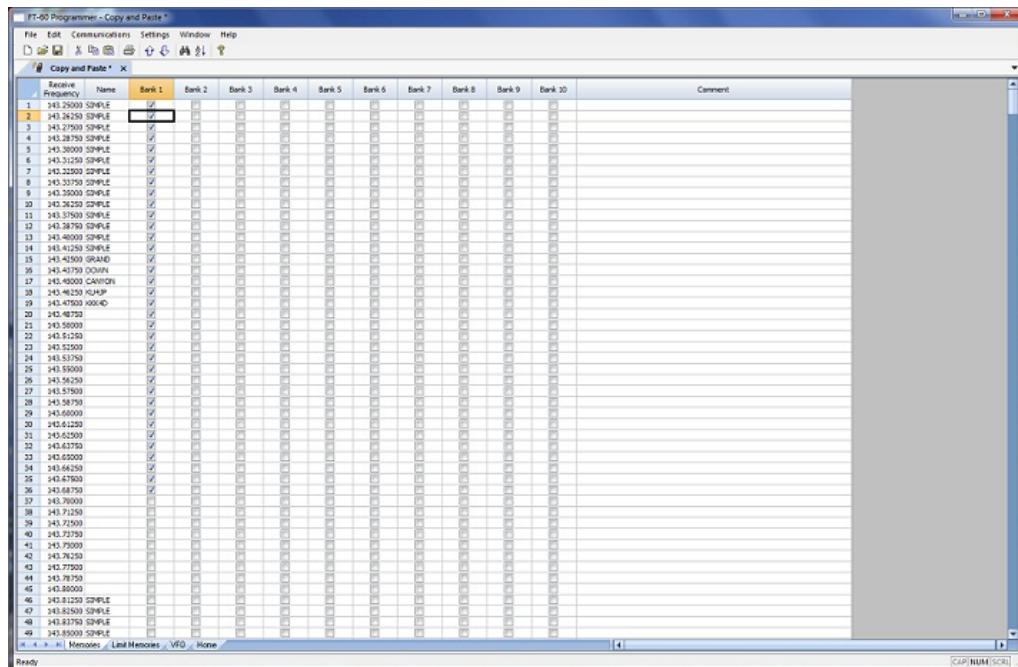 FT-60 Programmer - Copy and Paste *
File Edit Communications Settings Window Help
Copy and Paste * X
Receive Frequency Name Bank 1 Bank 2 Bank 3 Bank 4 Bank 5 Bank 6 Bank 7 Bank 8 Bank 9 Bank 10 Comment
1 143.25000 SIMPLE
2 143.26250 SIMPLE
3 143.27500 SIMPLE
4 143.28750 SIMPLE
5 143.30000 SIMPLE
6 143.31250 SIMPLE
7 143.32500 SIMPLE
8 143.33750 SIMPLE
9 143.35000 SIMPLE
10 143.36250 SIMPLE
11 143.37500 SIMPLE
12 143.38750 SIMPLE
13 143.40000 SIMPLE
14 143.41250 SIMPLE
15 143.42500 GRAND
16 143.43750 DOWN
17 143.45000 CANYON
18 143.46250
19 143.47500
20 143.48750
21 143.50000
22 143.51250
23 143.52500
24 143.53750
25 143.55000
26 143.56250
27 143.57500
28 143.58750
29 143.60000
30 143.61250
31 143.62500
32 143.63750
33 143.65000
34 143.66250
35 143.67500
36 143.68750
37 143.70000
38 143.71250
39 143.72500
40 143.73750
41 143.75000
42 143.76250
43 143.77500
44 143.78750
45 143.80000
46 143.81250 SIMPLE
47 143.82500 SIMPLE
48 143.83750 SIMPLE
49 143.85000 SIMPLE
Memories Limit Memories VFO Home
Ready CAP NUM SCRL